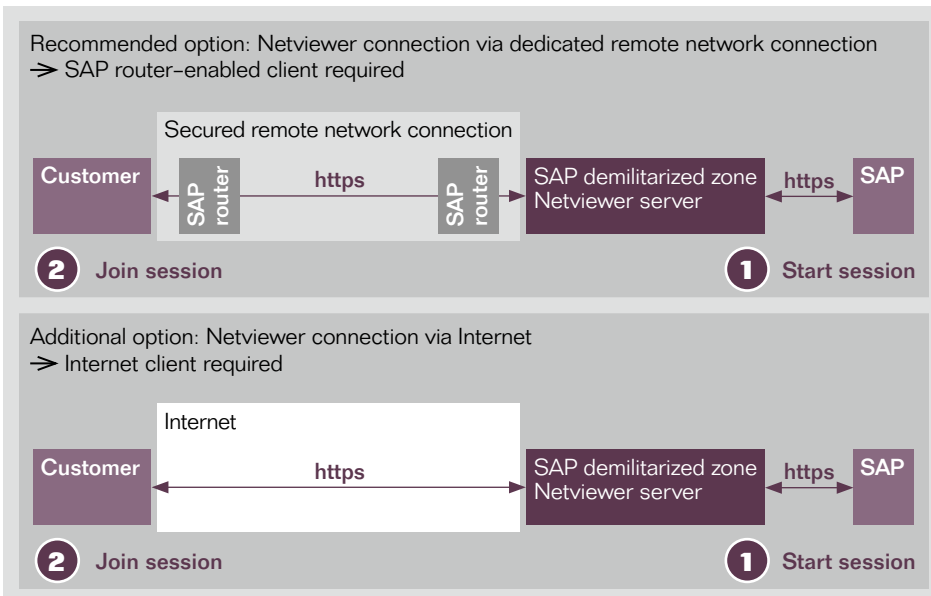 Recommended option: Netviewer connection via dedicated remote network connection
→ SAP router–enabled client required
Secured remote network connection
Customer
SAP
router
https
SAP
router
SAP demilitarized zone
Netviewer server
https
SAP
2 Join session
1 Start session
Additional option: Netviewer connection via Internet
→ Internet client required
Internet
Customer
https
SAP demilitarized zone
Netviewer server
https
SAP
2 Join session
1 Start session